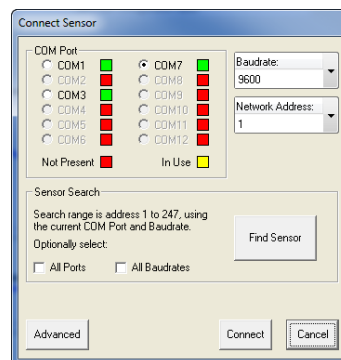 Connect Sensor
COM Port
COM1 COM7
COM2 COM8
COM3 COM9
COM4 COM10
COM5 COM11
COM6 COM12
Not Present In Use
Baudrate:
9600
Network Address:
1
Sensor Search
Search range is address 1 to 247, using
the current COM Port and Baudrate.
Optionally select:
All Ports All Baudrates
Find Sensor
Advanced Connect Cancel